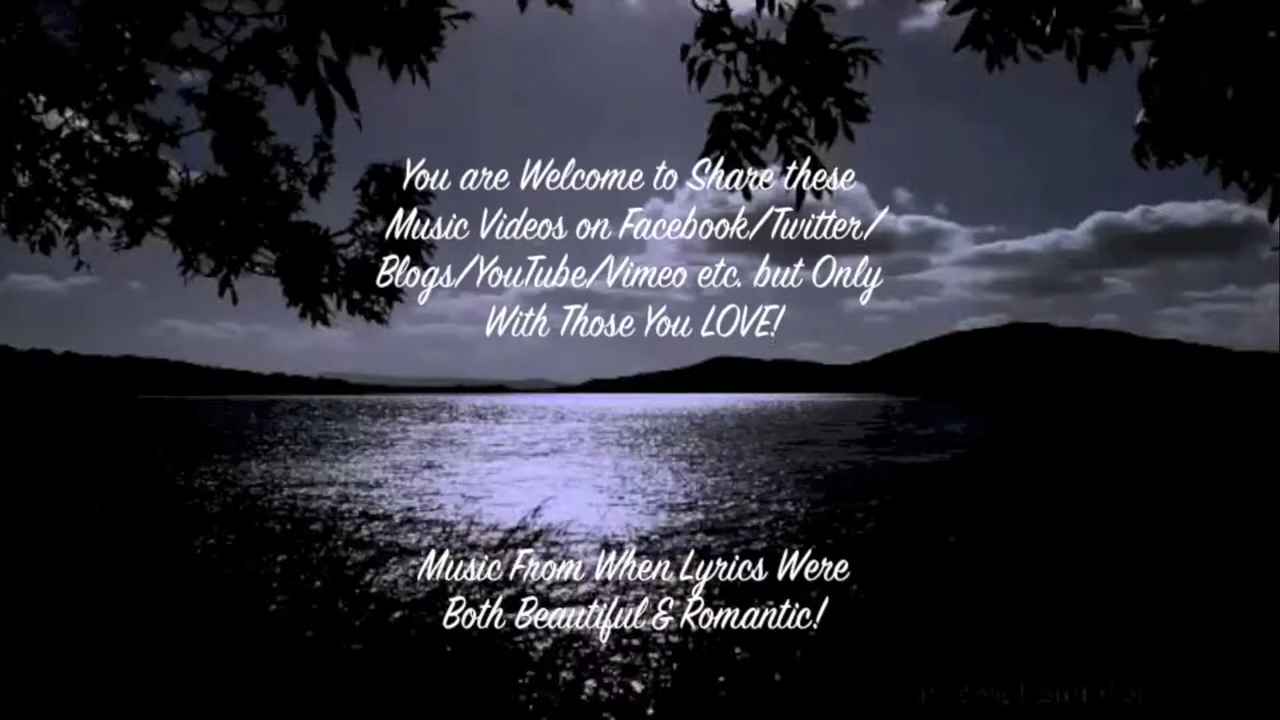 You are Welcome to Share these
Music Videos on Facebook/Twitter/
Blogs/YouTube/Vimeo etc. but Only
With Those You LOVE!
Music From When Lyrics Were
Both Beautiful & Romantic!